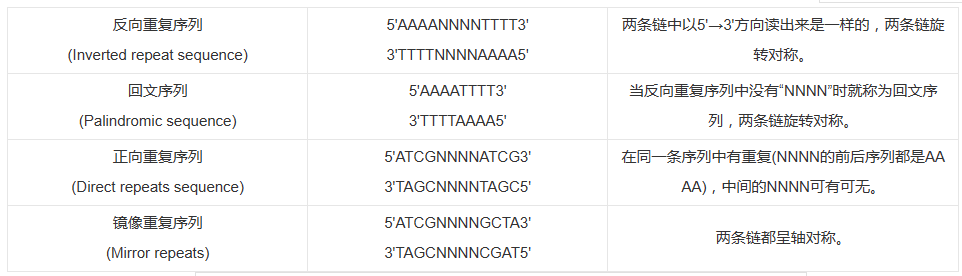 反向重复序列
(Inverted repeat sequence)
5'AAAANNNNTTTT3'
3'TTTTNNNNAAAA5'
两条链中以5'→3'方向读出来是一样的，两条链旋
转对称。
回文序列
(Palindromic sequence)
5'AAAATTTT3'
3'TTTTAAAA5'
当反向重复序列中没有“NNNN”时就称为回文序
列，两条链旋转对称。
正向重复序列
(Direct repeats sequence)
5'ATCGNNNNATCG3'
3'TAGCNNNNTAGC5'
在同一条序列中有重复(NNNN的前后序列都是AA
AA)，中间的NNNN可有可无。
镜像重复序列
(Mirror repeats)
5'ATCGNNNNGCTA3'
3'TAGCNNNNCGAT5'
两条链都呈轴对称。